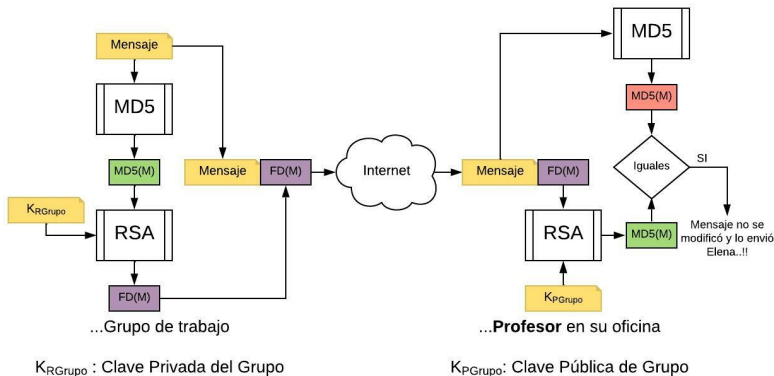 Mensaje
MD5
MD5(M)
KRGrupo
RSA
FD(M)
Mensaje FD(M)
...Grupo de trabajo
KRGrupo : Clave Privada del Grupo
Internet
Mensaje FD(M)
MD5
MD5(M)
Iguales
SI
RSA
MD5(M)
Mensaje no se
modificó y lo envió
Elena..!!
KPGrupo
...Profesor en su oficina
KPGrupo: Clave Pública de Grupo